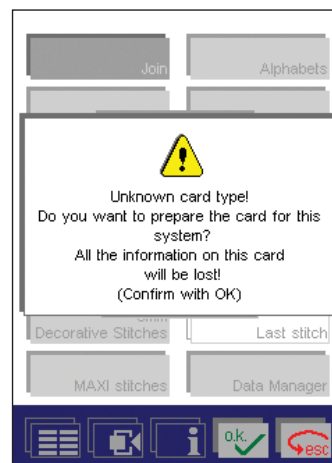 Join
Alphabets
Unknown card type!
Do you want to prepare the card for this
system?
All the information on this card
will be lost!
(Confirm with OK)
9mm
Decorative Stitches
Last stitch
MAXI stitches
Data Manager
i
o.k.
esc